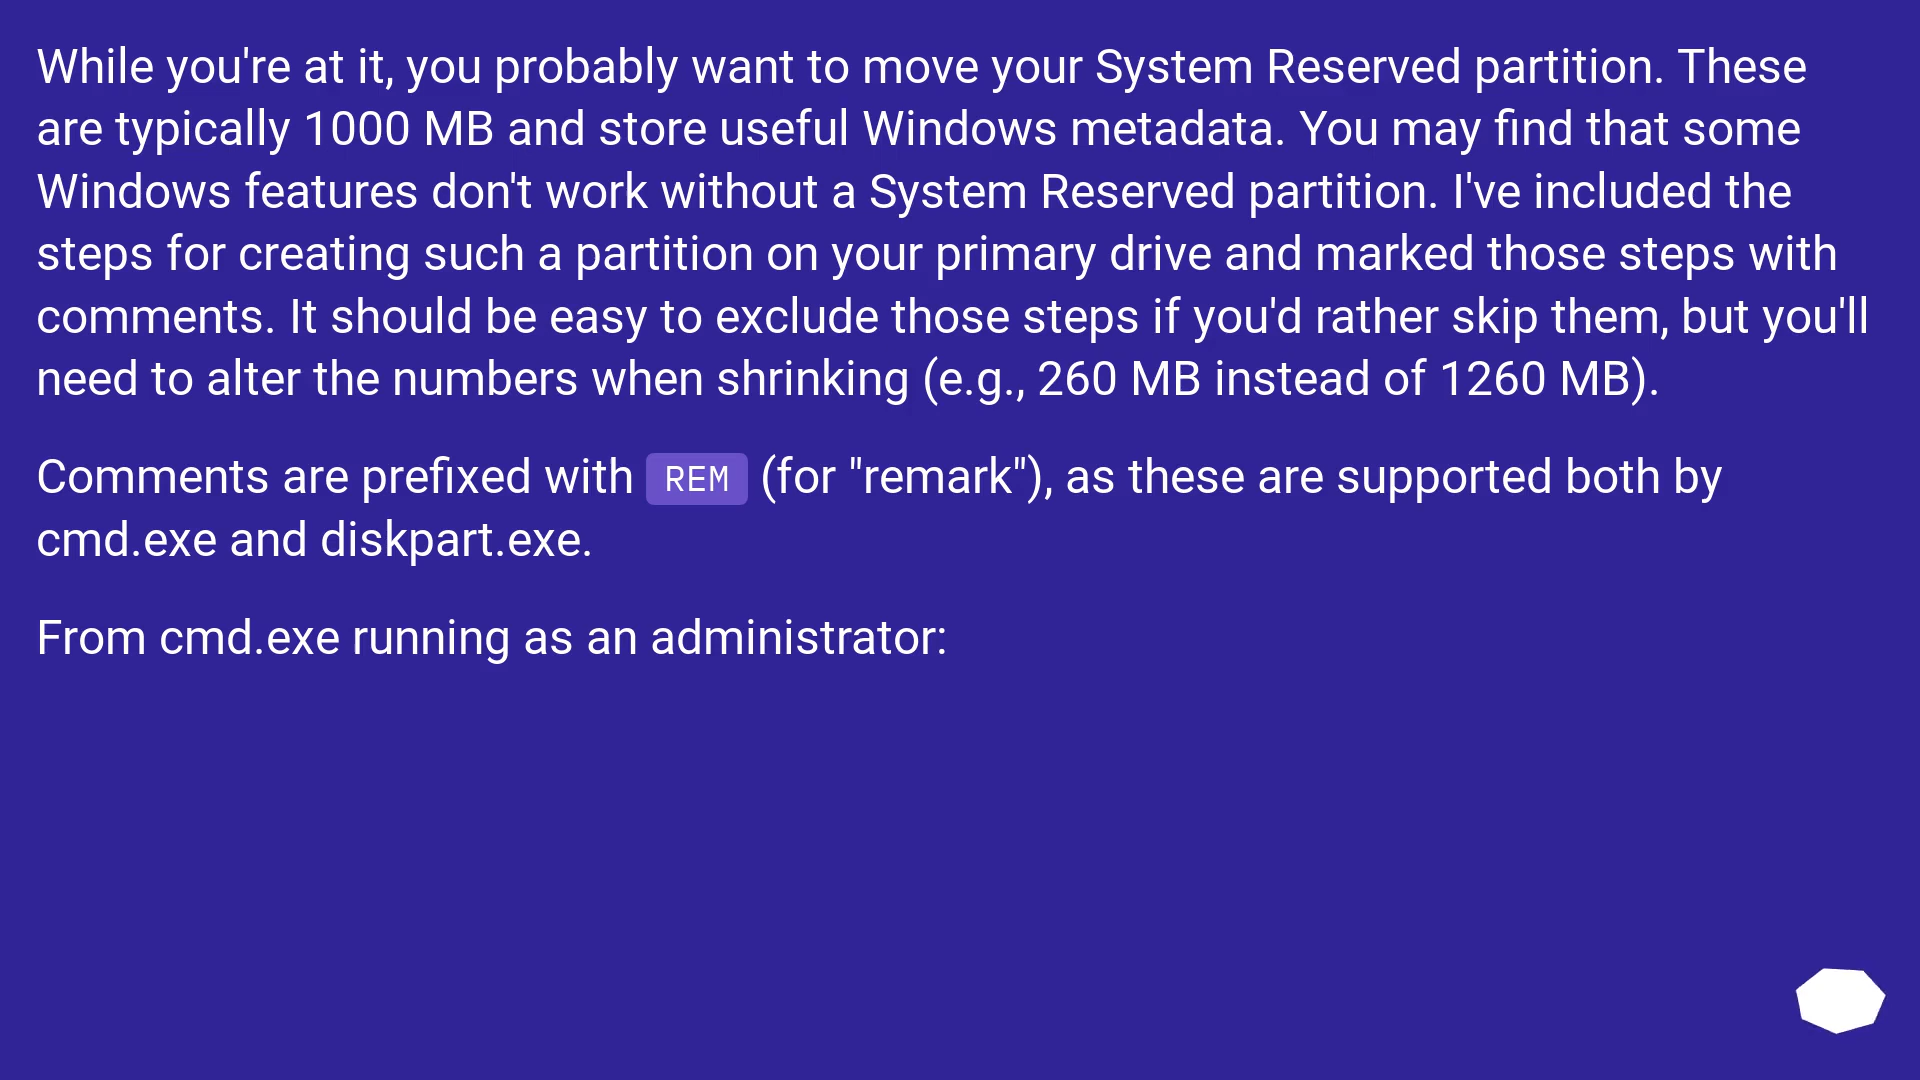 While you're at it, you probably want to move your System Reserved partition. These
are typically 1000 MB and store useful Windows metadata. You may find that some
Windows features don't work without a System Reserved partition. I've included the
steps for creating such a partition on your primary drive and marked those steps with
comments. It should be easy to exclude those steps if you'd rather skip them, but you'll
need to alter the numbers when shrinking (e.g., 260 MB instead of 1260 MB).
Comments are prefixed with REM (for "remark"), as these are supported both by
cmd.exe and diskpart.exe.
From cmd.exe running as an administrator: